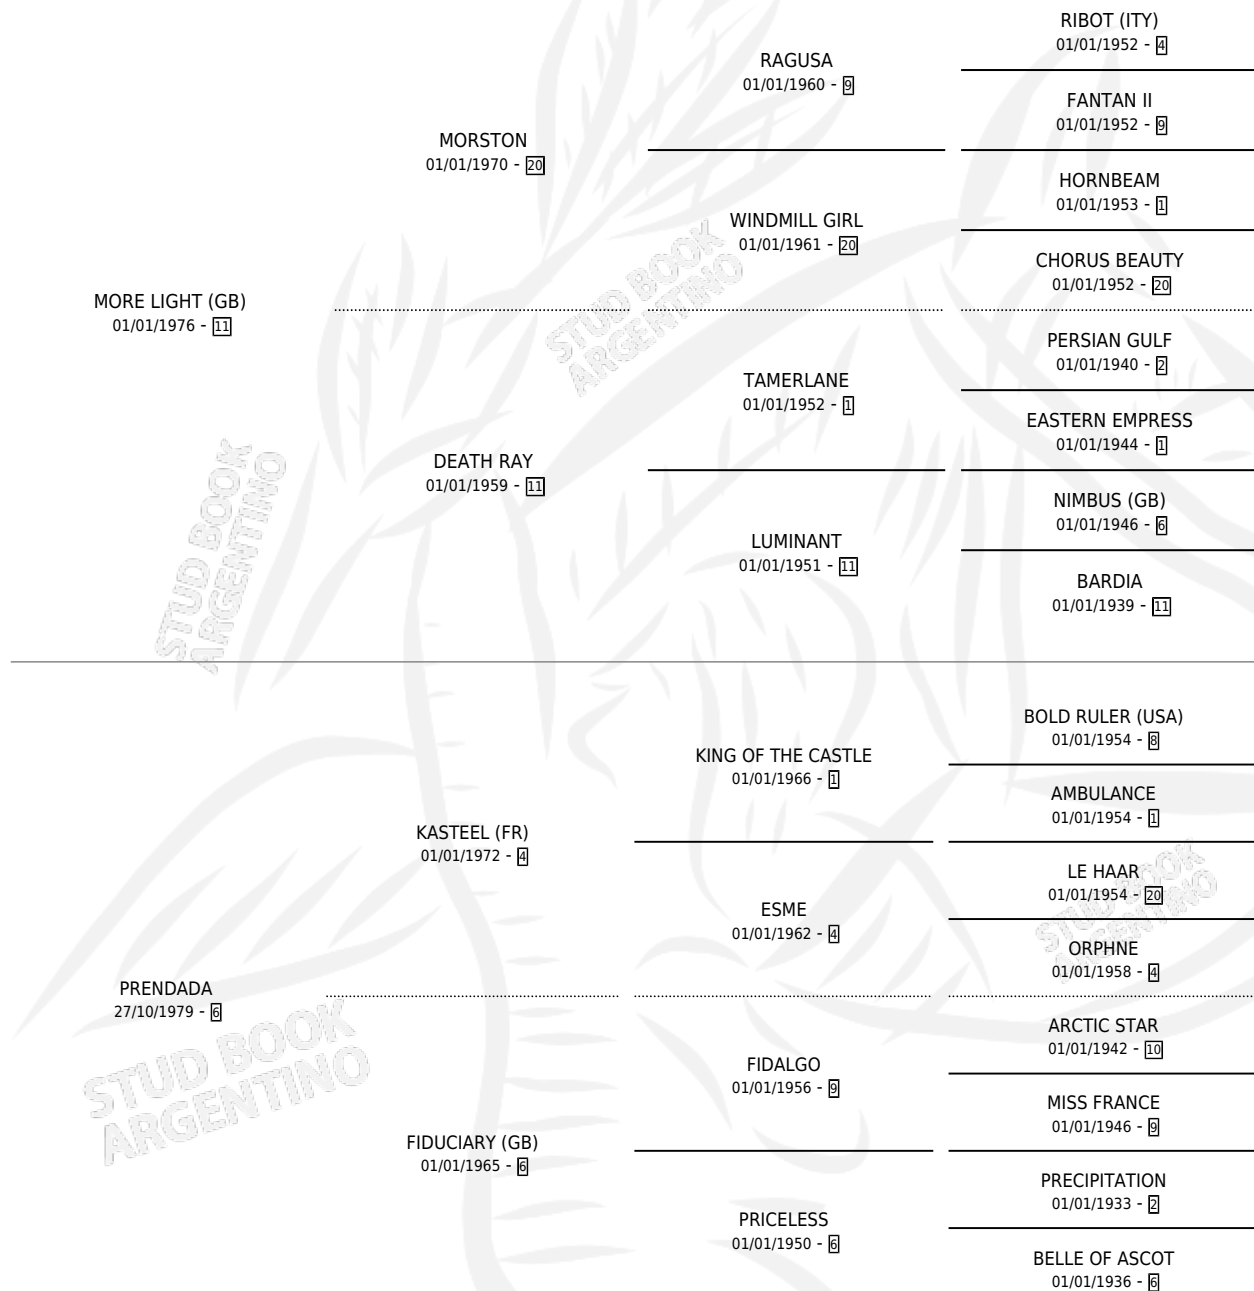 RIBOT (ITY)
01/01/1952 - 4
RAGUSA
01/01/1960 - 9
FANTAN II
01/01/1952 - 9
MORSTON
01/01/1970 - 20
HORNBEAM
01/01/1953 - 1
WINDMILL GIRL
01/01/1961 - 20
CHORUS BEAUTY
01/01/1952 - 20
MORE LIGHT (GB)
01/01/1976 - 11
PERSIAN GULF
01/01/1940 - 2
TAMERLANE
01/01/1952 - 1
EASTERN EMPRESS
01/01/1944 - 1
DEATH RAY
01/01/1959 - 11
NIMBUS (GB)
01/01/1946 - 6
LUMINANT
01/01/1951 - 11
BARDIA
01/01/1939 - 11
BOLD RULER (USA)
01/01/1954 - 8
KING OF THE CASTLE
01/01/1966 - 1
AMBULANCE
01/01/1954 - 1
KASTEEL (FR)
01/01/1972 - 4
LE HAAR
01/01/1954 - 20
ESME
01/01/1962 - 4
ORPHNE
01/01/1958 - 4
PRENDADA
27/10/1979 - 6
ARCTIC STAR
01/01/1942 - 10
FIDALGO
01/01/1956 - 9
MISS FRANCE
01/01/1946 - 9
FIDUCIARY (GB)
01/01/1965 - 6
PRECIPITATION
01/01/1933 - 2
PRICELESS
01/01/1950 - 6
BELLE OF ASCOT
01/01/1936 - 6
STUD BOOK
ARGENTINO
STUD BOOK
ARGENTINO
STUD BOOK
ARGENTINO
STUD BOOK
ARGENTINO